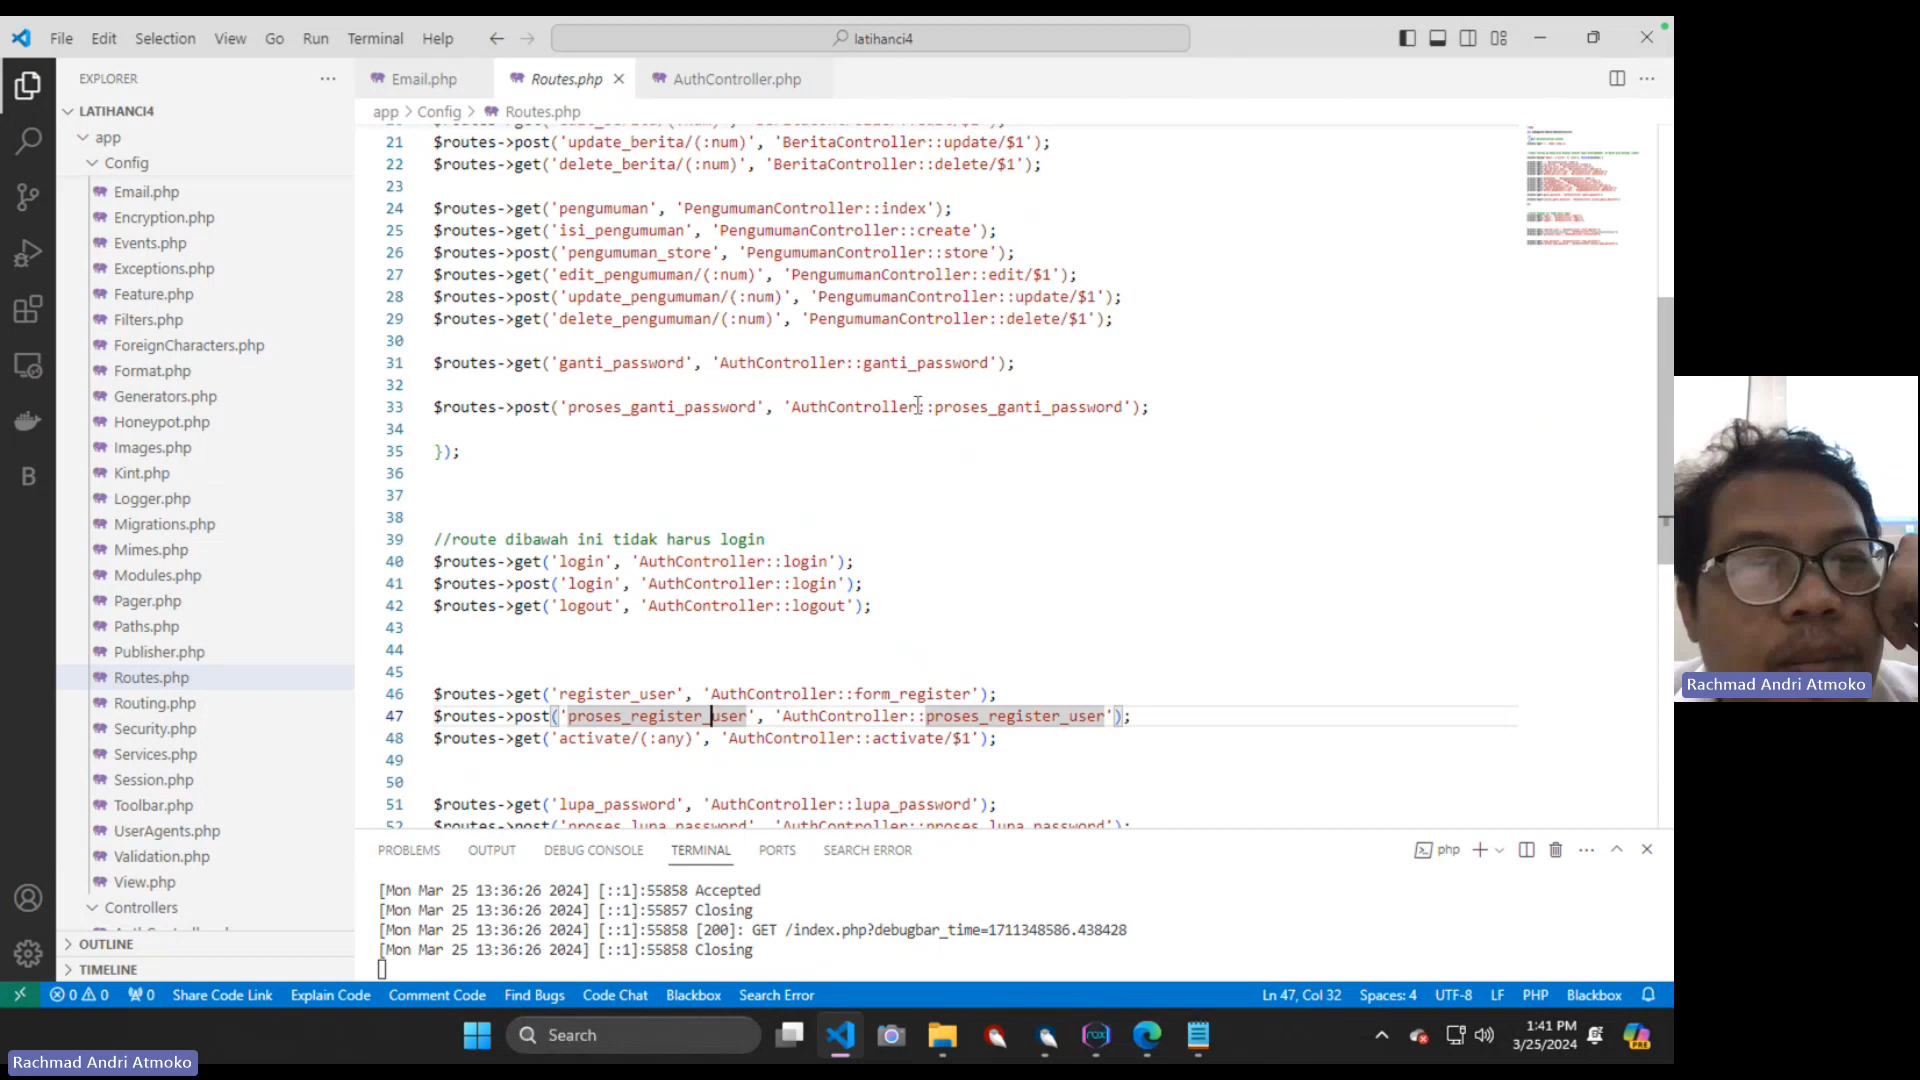 File Edit Selection View Go Run Terminal Help
latihanci4
EXPLORER
Email.php
Routes.php
AuthController.php
LATIHANCI4
app > Config > Routes.php
app
Config
Email.php
Encryption.php
Events.php
Exceptions.php
Feature.php
Filters.php
ForeignCharacters.php
Format.php
Generators.php
Honeypot.php
Images.php
Kint.php
Logger.php
Migrations.php
Mimes.php
Modules.php
Pager.php
Paths.php
Publisher.php
Routes.php
Routing.php
Security.php
Services.php
Session.php
Toolbar.php
UserAgents.php
Validation.php
View.php
Controllers
OUTLINE
TIMELINE
21 $routes->post('update_berita/(:num)', 'BeritaController::update/$1');
22 $routes->get('delete_berita/(:num)', 'BeritaController::delete/$1');
23
24 $routes->get('pengumuman', 'PengumumanController::index');
25 $routes->get('isi_pengumuman', 'PengumumanController::create');
26 $routes->post('pengumuman_store', 'PengumumanController::store');
27 $routes->get('edit_pengumuman/(:num)', 'PengumumanController::edit/$1');
28 $routes->post('update_pengumuman/(:num)', 'PengumumanController::update/$1');
29 $routes->get('delete_pengumuman/(:num)', 'PengumumanController::delete/$1');
30
31 $routes->get('ganti_password', 'AuthController::ganti_password');
32
33 $routes->post('proses_ganti_password', 'AuthController::proses_ganti_password');
34
35 });
36
37
38
39 //route dibawah ini tidak harus login
40 $routes->get('login', 'AuthController::login');
41 $routes->post('login', 'AuthController::login');
42 $routes->get('logout', 'AuthController::logout');
43
44
45
46 $routes->get('register_user', 'AuthController::form_register');
47 $routes->post('proses_register_user', 'AuthController::proses_register_user');
48 $routes->get('activate/(:any)', 'AuthController::activate/$1');
49
50
51 $routes->get('lupa_password', 'AuthController::lupa_password');
52 $routes->post('proses_lupa_password', 'AuthController::proses_lupa_password');
PROBLEMS OUTPUT DEBUG CONSOLE TERMINAL PORTS SEARCH ERROR
php
[Mon Mar 25 13:36:26 2024] [::1]:55858 Accepted
[Mon Mar 25 13:36:26 2024] [::1]:55857 Closing
[Mon Mar 25 13:36:26 2024] [::1]:55858 [200]: GET /index.php?debugbar_time=1711348586.438428
[Mon Mar 25 13:36:26 2024] [::1]:55858 Closing
0 0 0 Share Code Link Explain Code Comment Code Find Bugs Code Chat Blackbox Search Error
Ln 47, Col 32 Spaces: 4 UTF-8 LF PHP Blackbox
Search
1:41 PM
3/25/2024
PRE
Rachmad Andri Atmoko
Rachmad Andri Atmoko